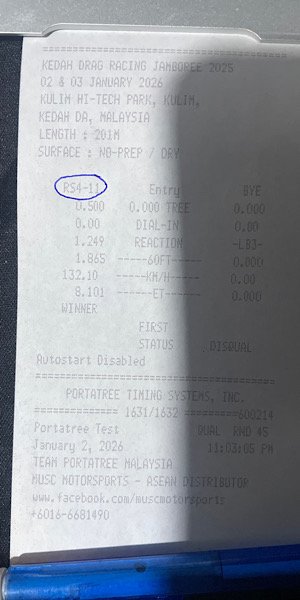 ==============================
KEDAH DRAG RACING JAMBOREE 2025
02 & 03 JANUARY 2026
KULIM HI-TECH PARK, KULIM,
KEDAH DA, MALAYSIA
LENGTH : 201M
SURFACE : NO-PREP / DRY
RS4-11 Entry BYE
0.500 0.000 TREE 0.000
0.00 DIAL-IN 0.00
1.249 REACTION -LB3-
1.865 -----60FT----- 0.000
132.10 -----KM/H----- 0.00
8.101 ------ET------ 0.000
WINNER
FIRST
STATUS DISQUAL
Autostart Disabled
==============================
PORTATREE TIMING SYSTEMS, INC.
============== 1631/1632 =========600214
Portatree Test DUAL RND 45
January 2, 2026 11:03:05 PM
TEAM PORTATREE MALAYSIA
MUSC MOTORSPORTS - ASEAN DISTRIBUTOR
www.facebook.com/muscmotorsports
+6016-6681490